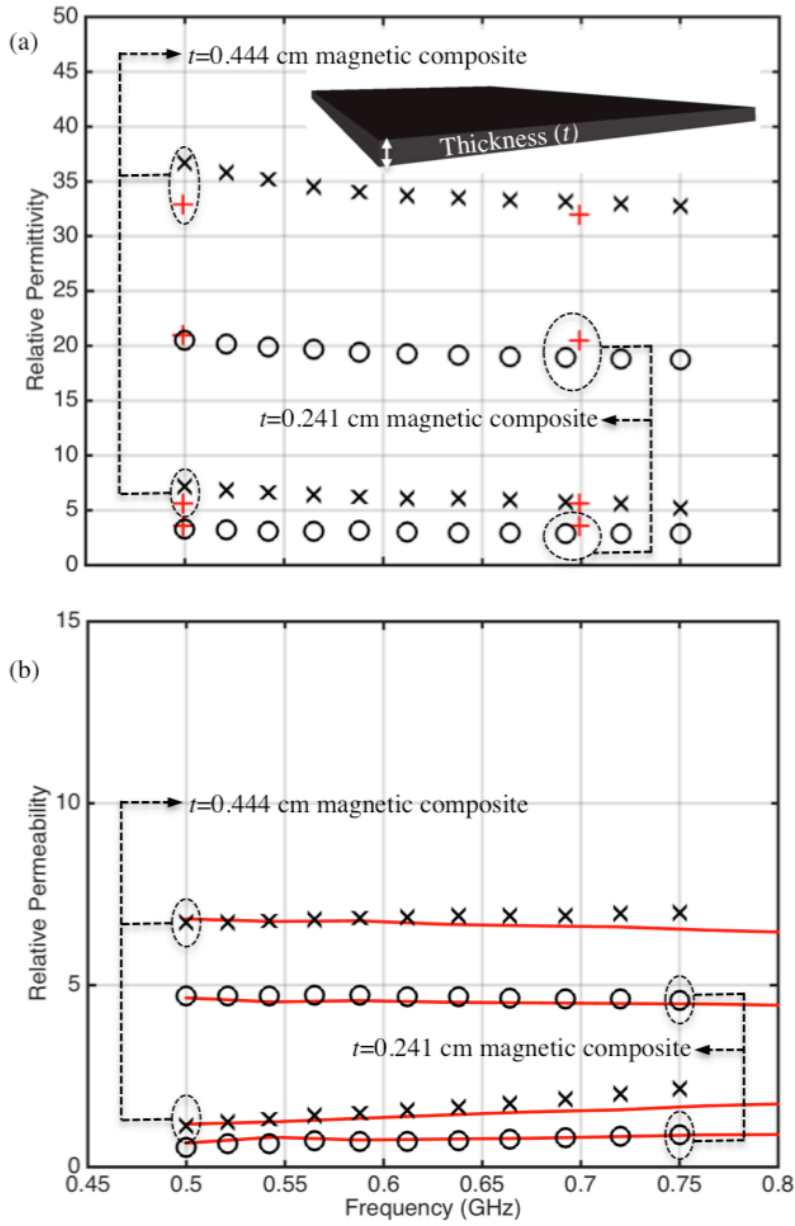 (a)
50
45
40
35
30
25
20
15
10
5
0
Relative Permittivity
t=0.444 cm magnetic composite
Thickness (t)
t=0.241 cm magnetic composite
(b)
15
10
5
0
Relative Permeability
t=0.444 cm magnetic composite
t=0.241 cm magnetic composite
0.45 0.5 0.55 0.6 0.65 0.7 0.75 0.8
Frequency (GHz)